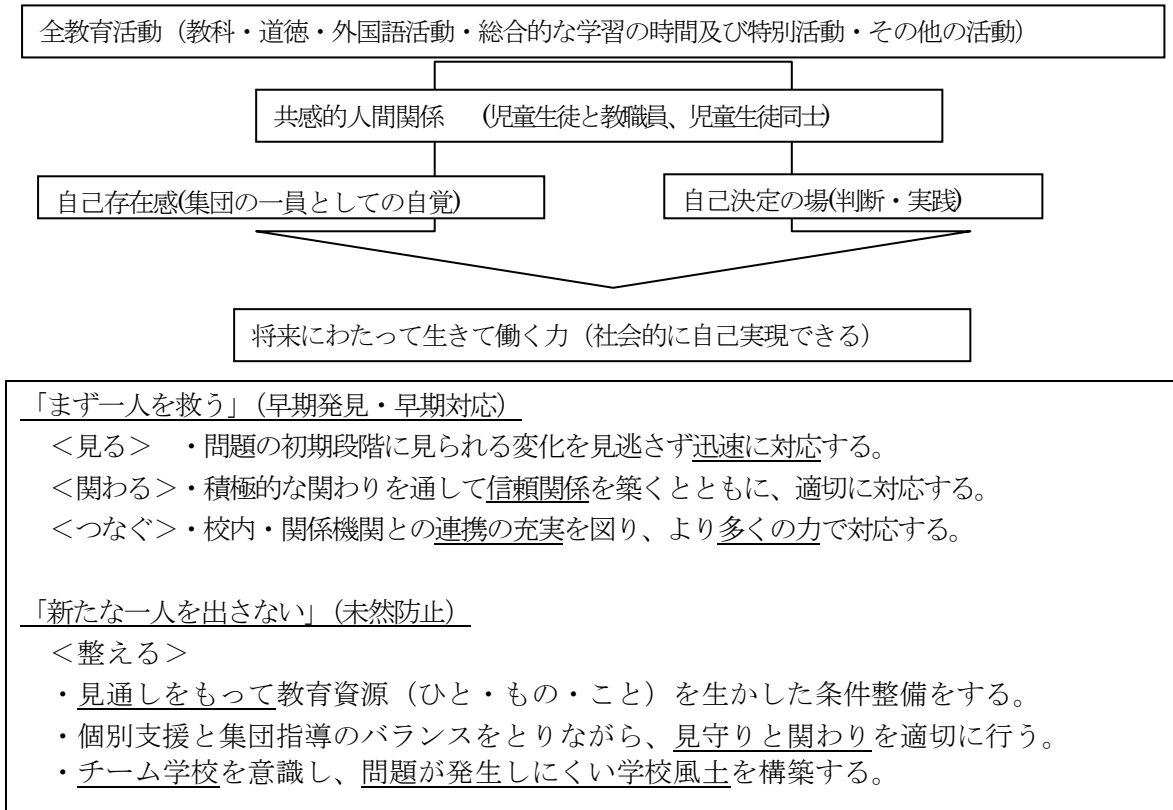 全教育活動（教科・道徳・外国語活動・総合的な学習の時間及び特別活動・その他の活動）
共感的人間関係　（児童生徒と教職員、児童生徒同士）
自己存在感(集団の一員としての自覚)
自己決定の場(判断・実践)
将来にわたって生きて働く力（社会的に自己実現できる）
「まず一人を救う」（早期発見・早期対応）
＜見る＞　・問題の初期段階に見られる変化を見逃さず迅速に対応する。
＜関わる＞・積極的な関わりを通して信頼関係を築くとともに、適切に対応する。
＜つなぐ＞・校内・関係機関との連携の充実を図り、より多くの力で対応する。
「新たな一人を出さない」（未然防止）
＜整える＞
・見通しをもって教育資源（ひと・もの・こと）を生かした条件整備をする。
・個別支援と集団指導のバランスをとりながら、見守りと関わりを適切に行う。
・チーム学校を意識し、問題が発生しにくい学校風土を構築する。